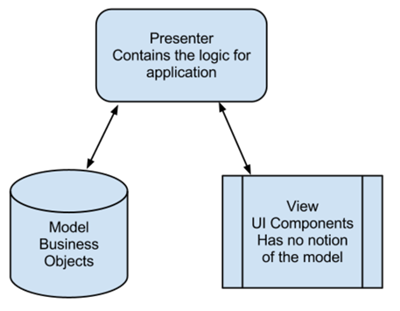 Presenter
Contains the logic for
application
Model
Business
Objects
View
UI Components
Has no notion
of the model